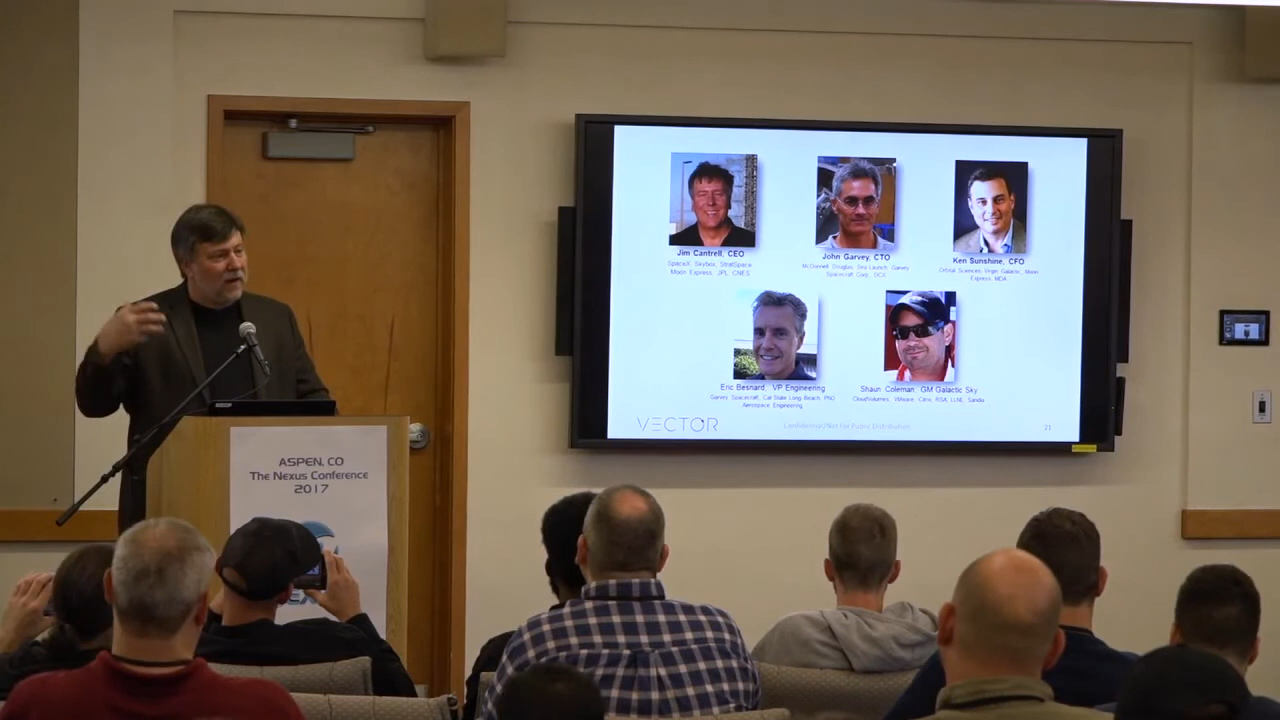 ASPEN, CO
The Nexus Conference
2017
Jim Cantrell, CEO
SpaceX, Skybox, StratSpace
Moon Express, JPL, CNES
John Garvey, CTO
McDonnell Douglas, Sea Launch, Garvey
Spacecraft Corp., DCX
Ken Sunshine, CFO
Orbital Sciences, Virgin Galactic, Moon
Express, MDA
Eric Besnard, VP Engineering
Garvey Spacecraft, Cal State Long Beach, PhD
Aerospace Engineering
Shaun Coleman, GM Galactic Sky
CloudVolumes, VMware, Citrix, RSA, LLNL, Sandia
VECTOR
Confidential/Not for Public Distribution
21